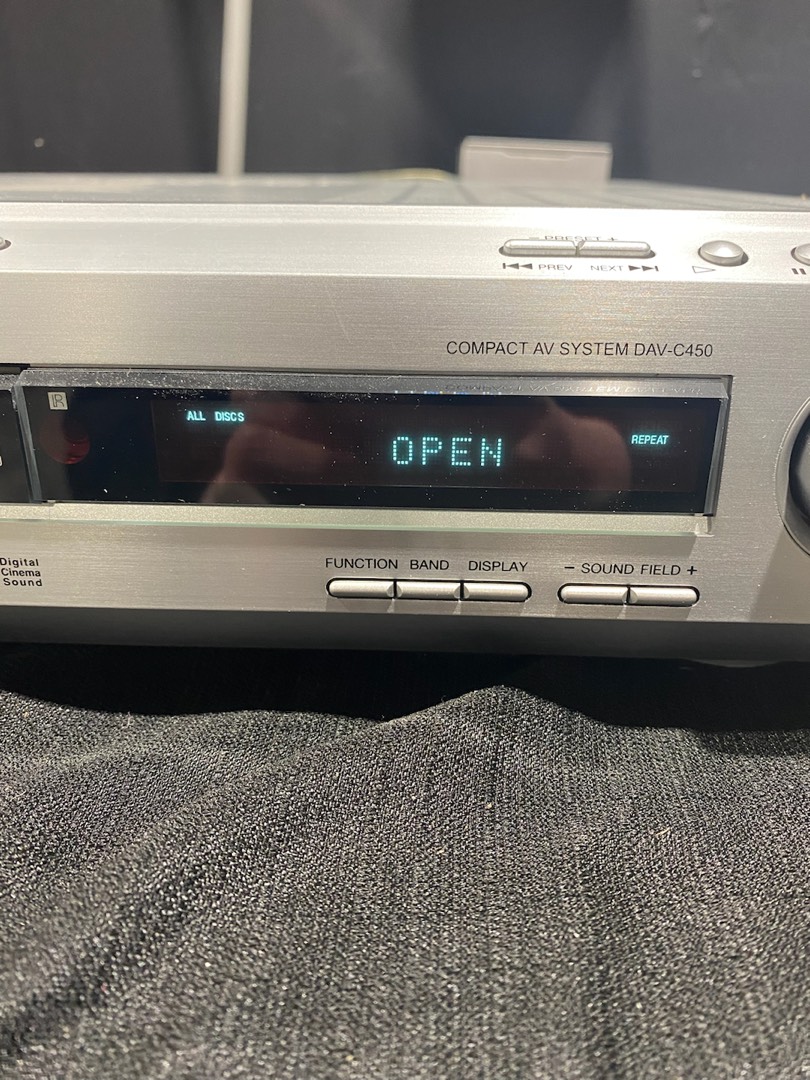 − PRESET +
⏮ PREV NEXT ⏭
COMPACT AV SYSTEM DAV-C450
ALL DISCS
OPEN
REPEAT
Digital
Cinema
Sound
FUNCTION BAND DISPLAY − SOUND FIELD +